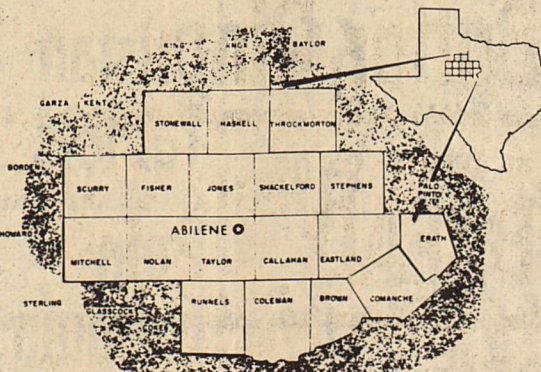 KING KNOX BAYLOR
GARZA KENT
STONEWALL HASKELL THROCKMORTON
BORDEN
SCURRY FISHER JONES SHACKELFORD STEPHENS
PALO
PINTO
HOWARD
ABILENE
ERATH
MITCHELL NOLAN TAYLOR CALLAHAN EASTLAND
STERLING
GLASSCOCK
COKE
RUNNELS COLEMAN BROWN COMANCHE